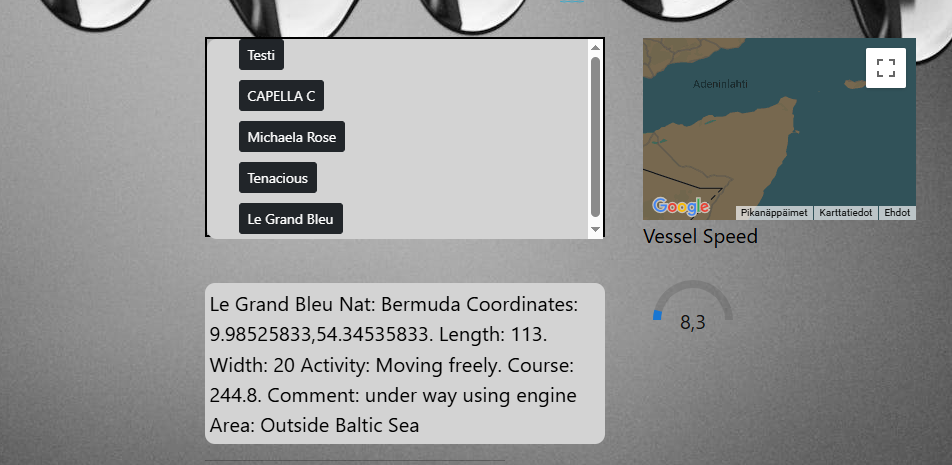 Testi
CAPELLA C
Michaela Rose
Tenacious
Le Grand Bleu
Adeninlahti
Google
Pikanäppäimet Karttatiedot Ehdot
Vessel Speed
8,3
Le Grand Bleu Nat: Bermuda Coordinates:
9.98525833,54.34535833. Length: 113.
Width: 20 Activity: Moving freely. Course:
244.8. Comment: under way using engine
Area: Outside Baltic Sea